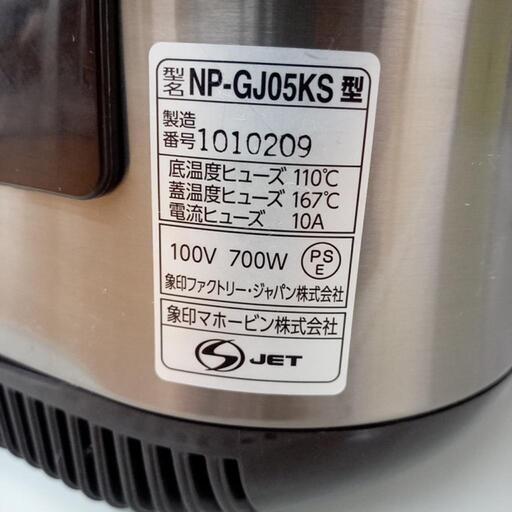 型名 NP-GJ05KS 型
製造番号 1010209
底温度ヒューズ 110℃
蓋温度ヒューズ 167℃
電流ヒューズ 10A
100V 700W PSE
象印ファクトリー・ジャパン株式会社
象印マホービン株式会社
JET